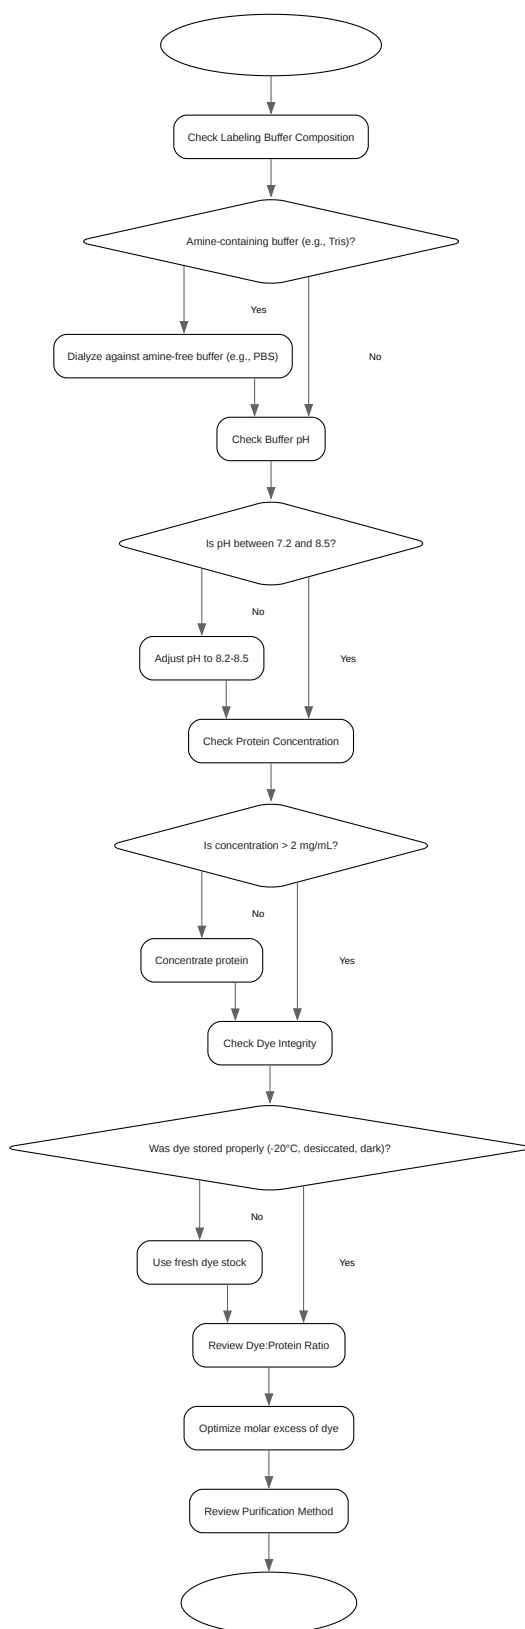 Check Labeling Buffer Composition
Amine-containing buffer (e.g., Tris)?
Yes
Dialyze against amine-free buffer (e.g., PBS)
No
Check Buffer pH
Is pH between 7.2 and 8.5?
No
Adjust pH to 8.2-8.5
Yes
Check Protein Concentration
Is concentration > 2 mg/mL?
No
Concentrate protein
Yes
Check Dye Integrity
Was dye stored properly (-20°C, desiccated, dark)?
No
Use fresh dye stock
Yes
Review Dye:Protein Ratio
Optimize molar excess of dye
Review Purification Method